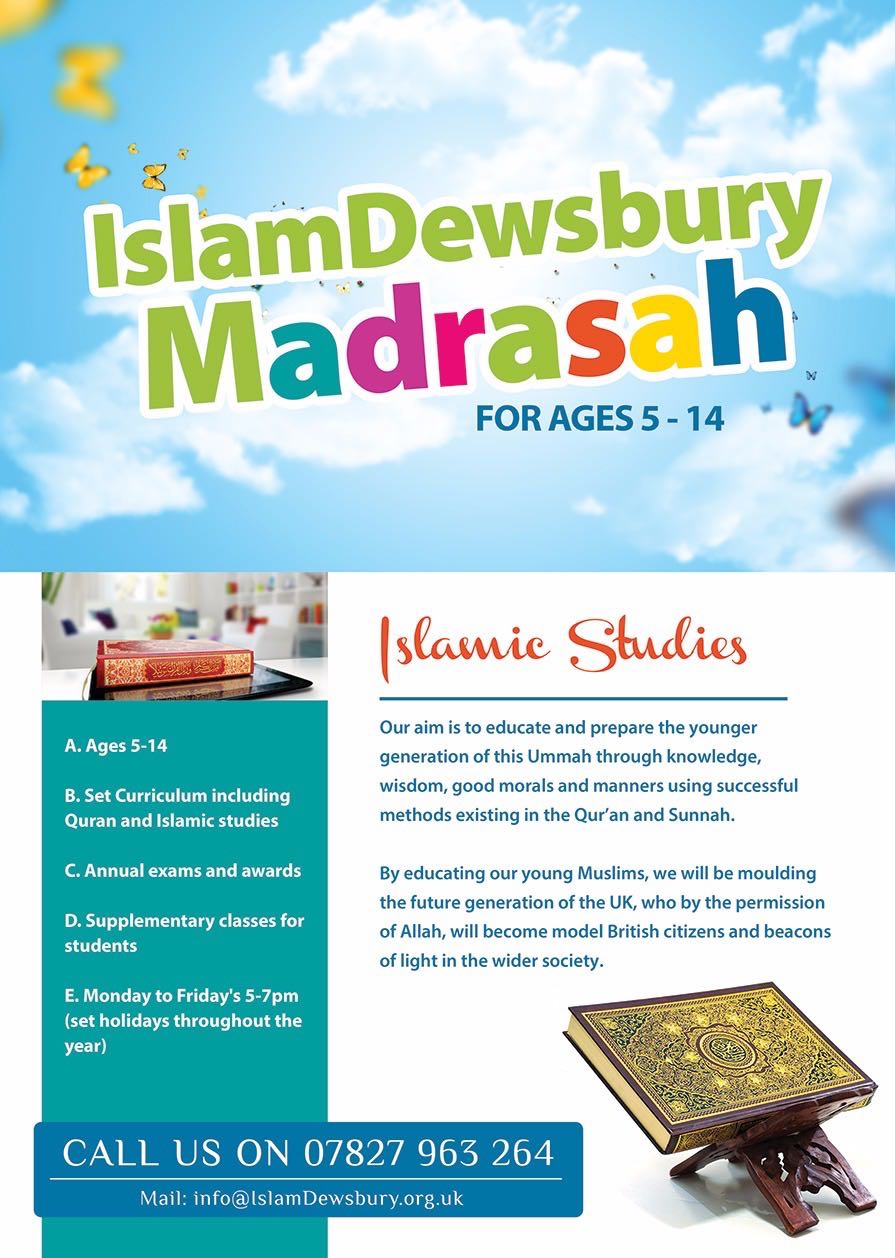 IslamDewsbury
Madrasah
FOR AGES 5 - 14
A. Ages 5-14
B. Set Curriculum including
Quran and Islamic studies
C. Annual exams and awards
D. Supplementary classes for
students
E. Monday to Friday's 5-7pm
(set holidays throughout the
year)
Islamic Studies
Our aim is to educate and prepare the younger
generation of this Ummah through knowledge,
wisdom, good morals and manners using successful
methods existing in the Qur’an and Sunnah.
By educating our young Muslims, we will be moulding
the future generation of the UK, who by the permission
of Allah, will become model British citizens and beacons
of light in the wider society.
CALL US ON 07827 963 264
Mail: info@IslamDewsbury.org.uk